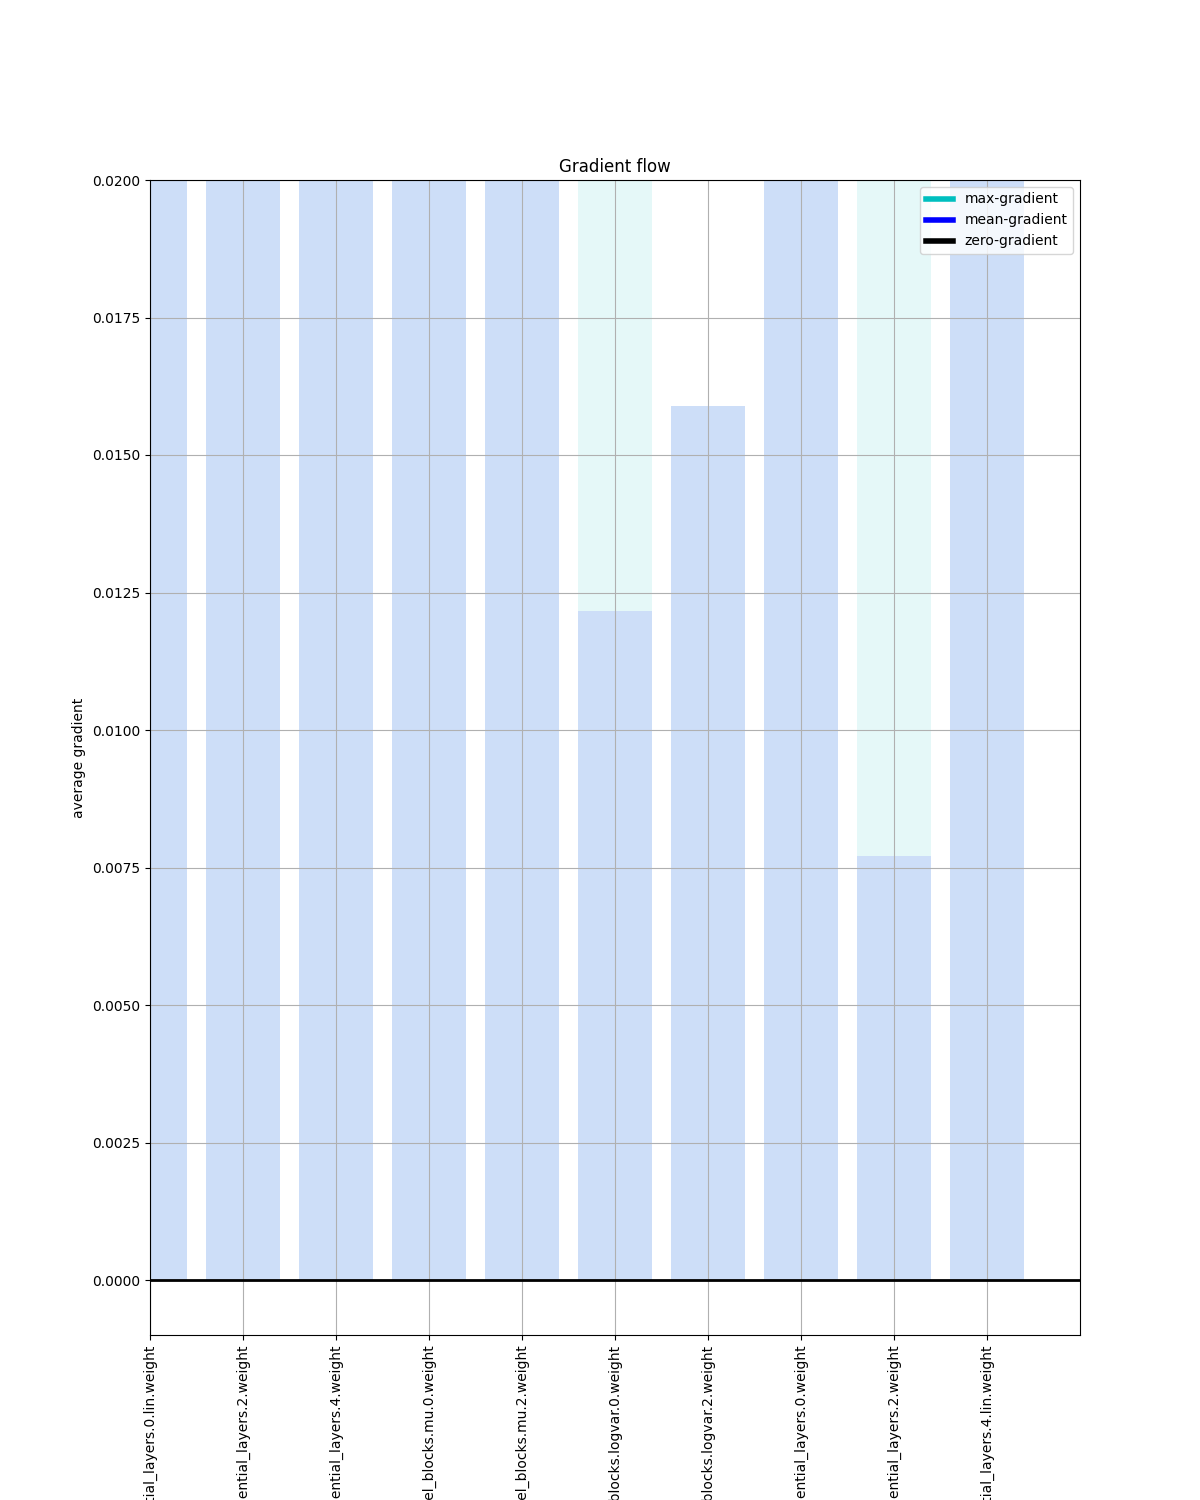 Gradient flow
max-gradient
mean-gradient
zero-gradient
average gradient
0.0200
0.0175
0.0150
0.0125
0.0100
0.0075
0.0050
0.0025
0.0000
tial_layers.0.lin.weight
ential_layers.2.weight
ential_layers.4.weight
el_blocks.mu.0.weight
el_blocks.mu.2.weight
blocks.logvar.0.weight
blocks.logvar.2.weight
ential_layers.0.weight
ential_layers.2.weight
tial_layers.4.lin.weight